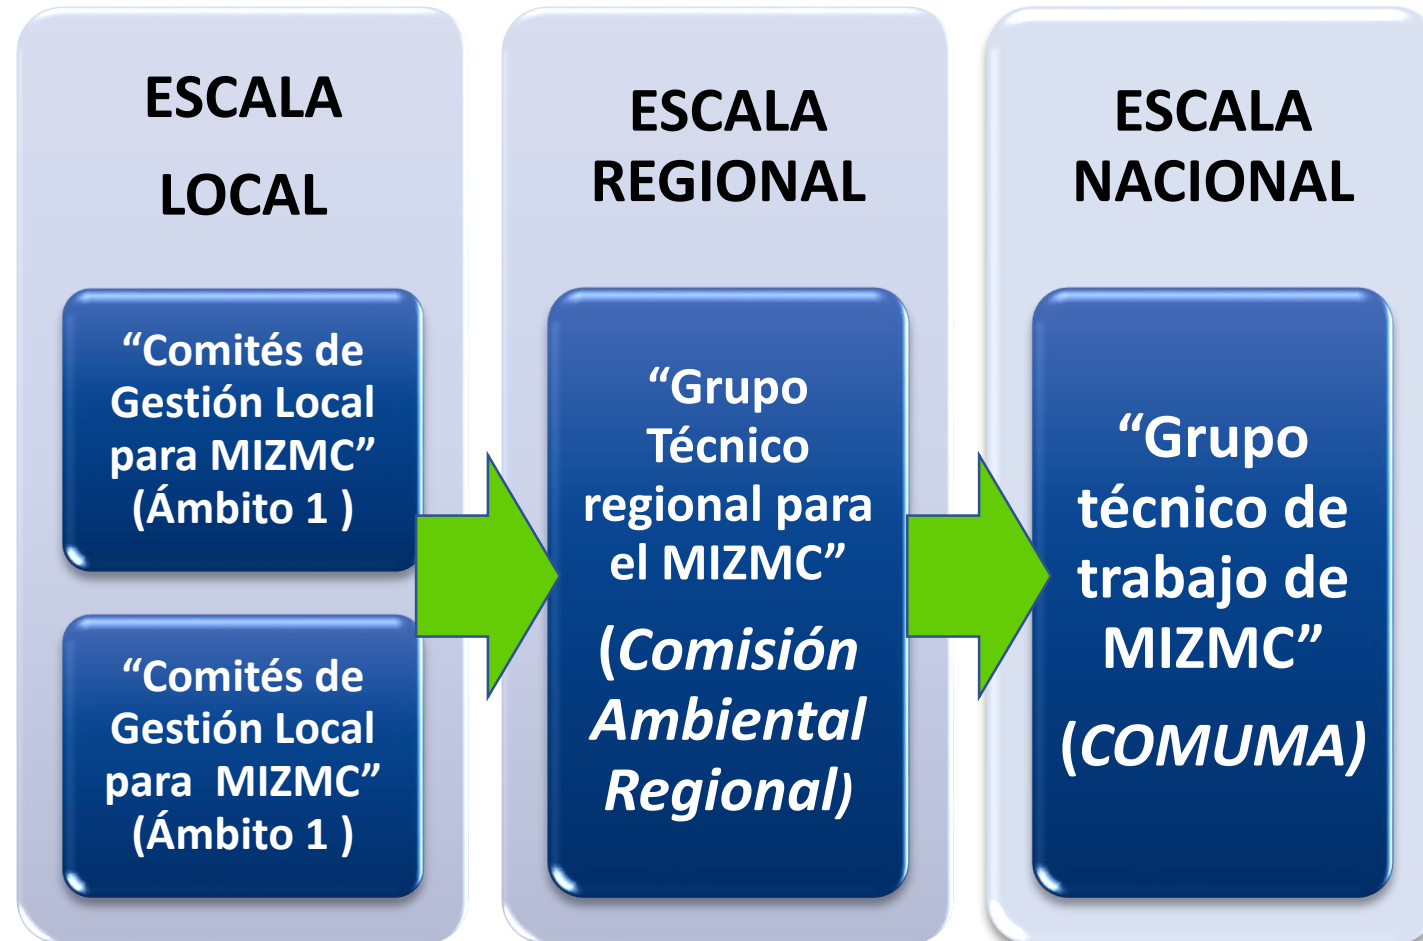 ESCALA
LOCAL
“Comités de
Gestión Local
para MIZMC”
(Ámbito 1 )
“Comités de
Gestión Local
para  MIZMC”
(Ámbito 1 )
ESCALA
REGIONAL
“Grupo
Técnico
regional para
el MIZMC”
(Comisión
Ambiental
Regional)
ESCALA
NACIONAL
“Grupo
técnico de
trabajo de
MIZMC”
(COMUMA)